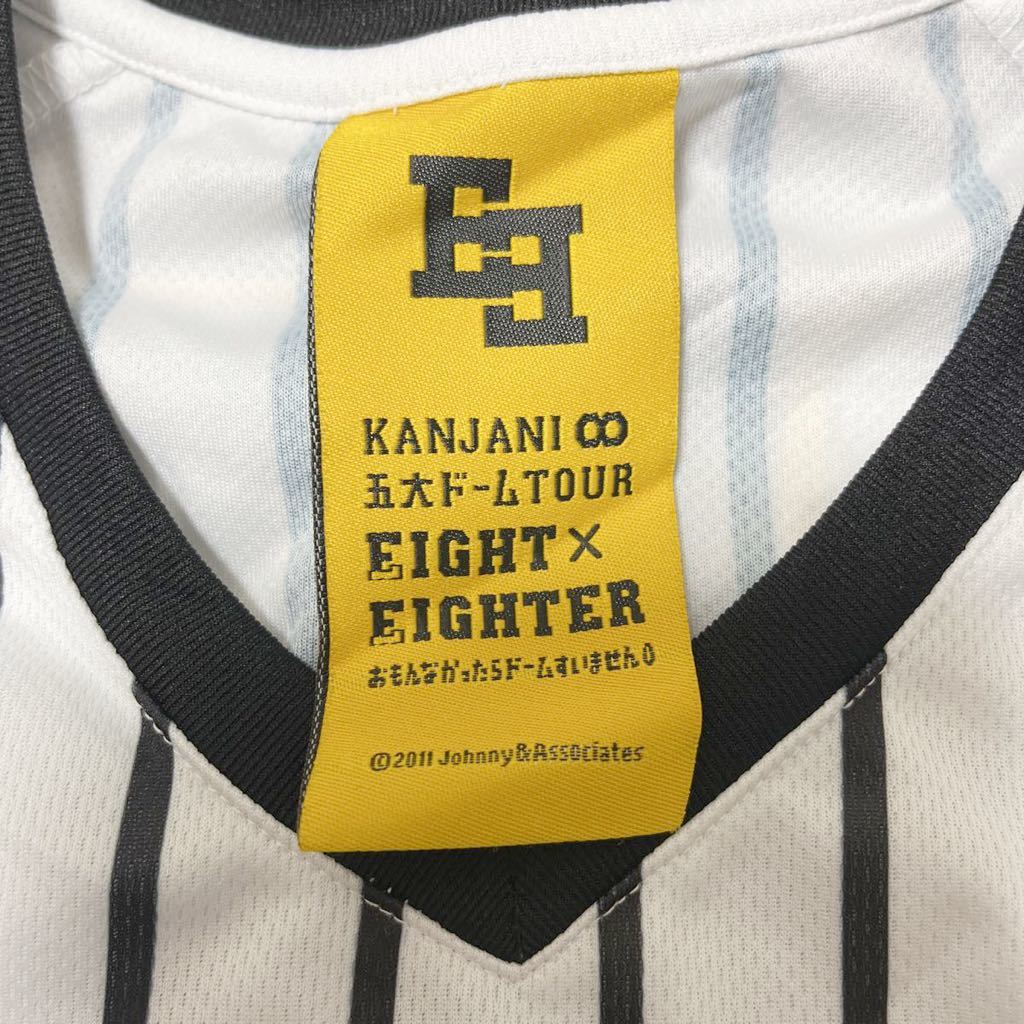 EE
KANJANI ∞
五大ドームTOUR
EIGHT×
EIGHTER
おもんなかったらドームすいません
©2011 Johnny&Associates